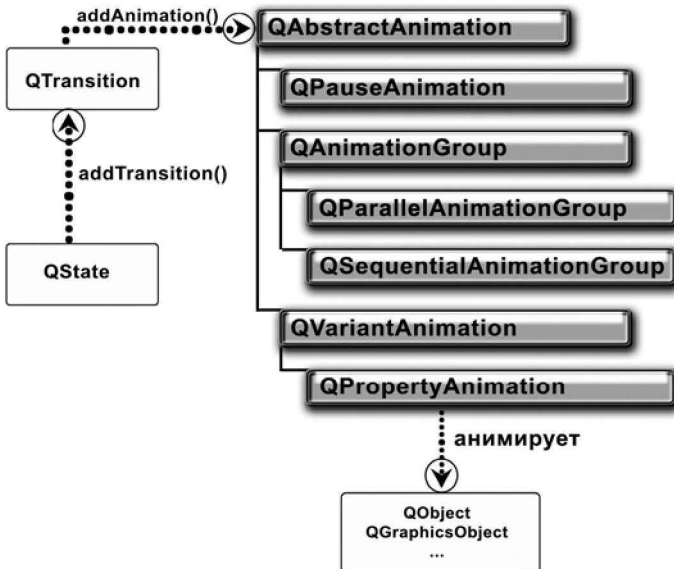 addAnimation()
QAbstractAnimation
QTransition
QPauseAnimation
QAnimationGroup
addTransition()
QParallelAnimationGroup
QState
QSequentialAnimationGroup
QVariantAnimation
QPropertyAnimation
анимирует
QObject
QGraphicsObject
...